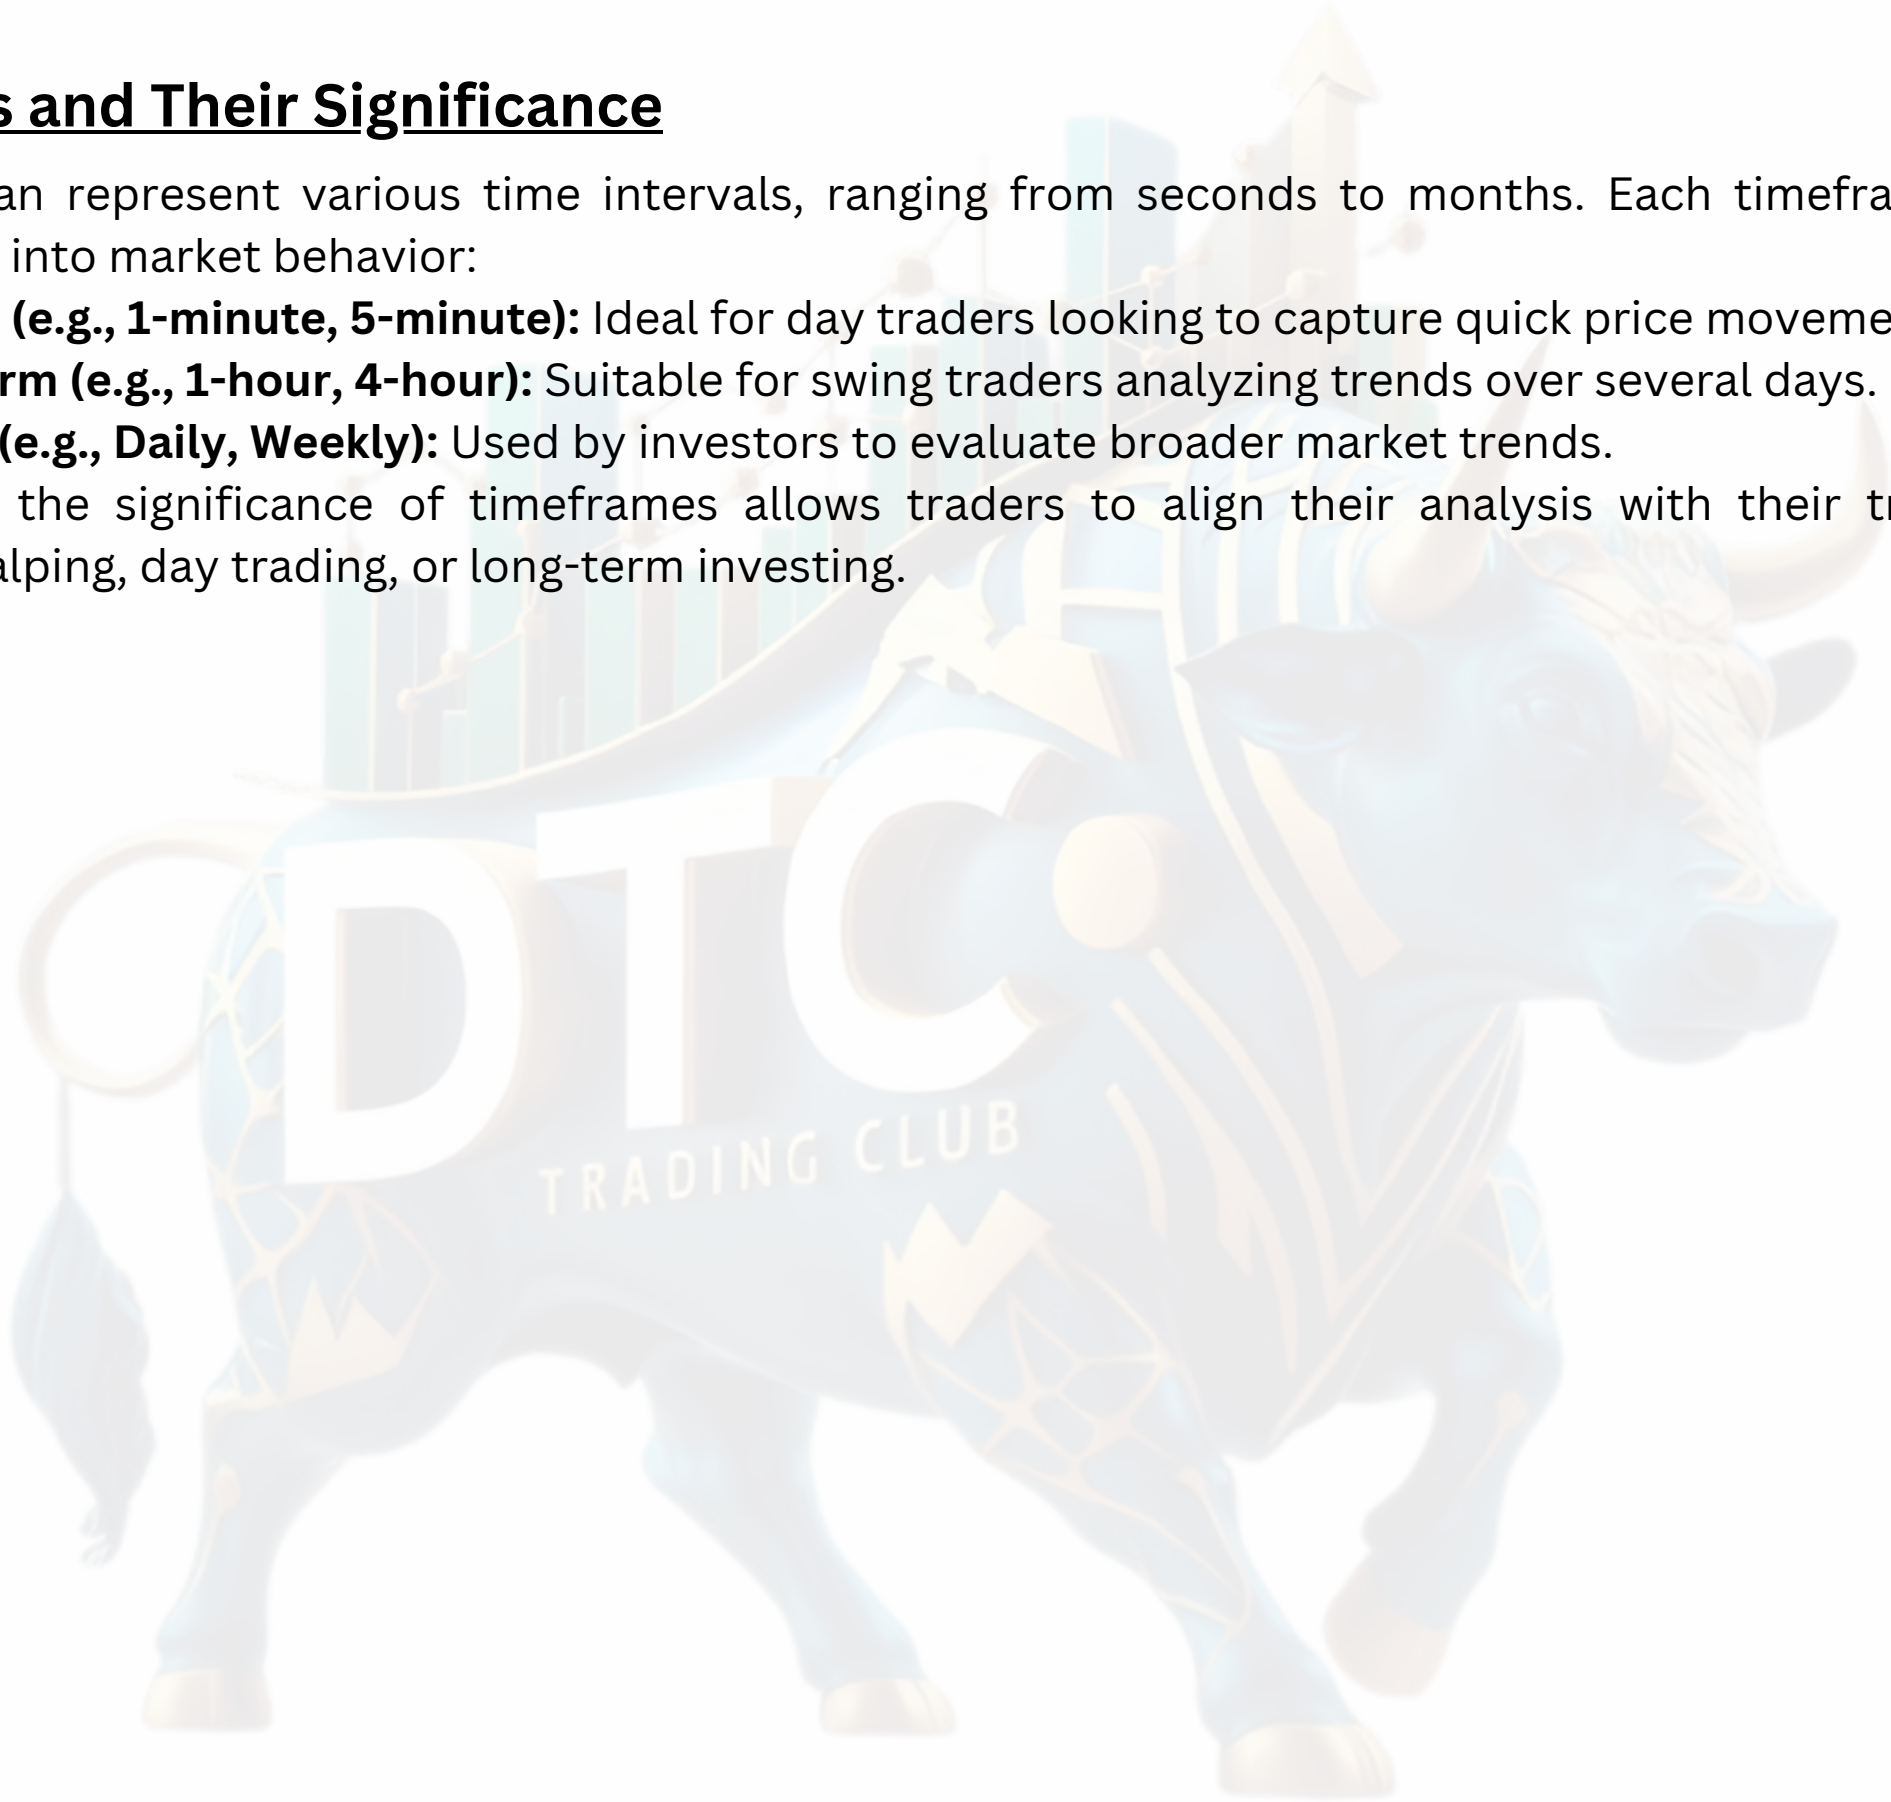 s and Their Significance
an represent various time intervals, ranging from seconds to months. Each timefra
into market behavior:
(e.g., 1-minute, 5-minute): Ideal for day traders looking to capture quick price moveme
rm (e.g., 1-hour, 4-hour): Suitable for swing traders analyzing trends over several days.
(e.g., Daily, Weekly): Used by investors to evaluate broader market trends.
the significance of timeframes allows traders to align their analysis with their tr
alping, day trading, or long-term investing.
DTC
TRADING CLUB